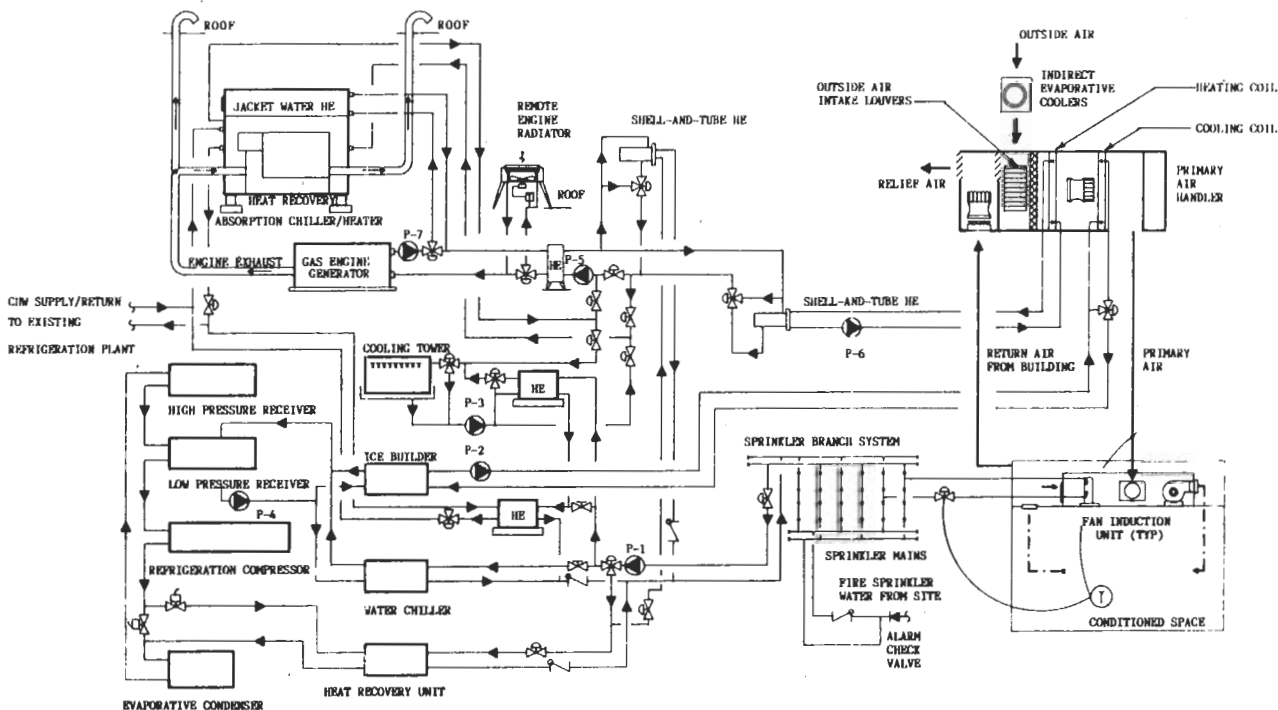 ROOF
ROOF
OUTSIDE AIR
INDIRECT
EVAPORATIVE
COOLERS
OUTSIDE AIR
INTAKE LOUVERS
HEATING COIL
COOLING COIL
JACKET WATER HE
REMOTE
ENGINE
RADIATOR
SHELL-AND-TUBE HE
RELIEF AIR
PRIMARY
AIR
HANDLER
ROOF
HEAT RECOVERY
ABSORPTION CHILLER/HEATER
P-7
ENGINE EXHAUST
GAS ENGINE
GENERATOR
HE
P-5
CHW SUPPLY/RETURN
TO EXISTING
REFRIGERATION PLANT
SHELL-AND-TUBE HE
P-6
RETURN AIR
FROM BUILDING
PRIMARY
AIR
COOLING TOWER
HE
P-3
HIGH PRESSURE RECEIVER
P-2
ICE BUILDER
SPRINKLER BRANCH SYSTEM
LOW PRESSURE RECEIVER
P-4
HE
FAN INDUCTION
UNIT (TYP)
P-1
SPRINKLER MAINS
REFRIGERATION COMPRESSOR
WATER CHILLER
FIRE SPRINKLER
WATER FROM SITE
T
CONDITIONED SPACE
ALARM
CHECK
VALVE
HEAT RECOVERY UNIT
EVAPORATIVE CONDENSER